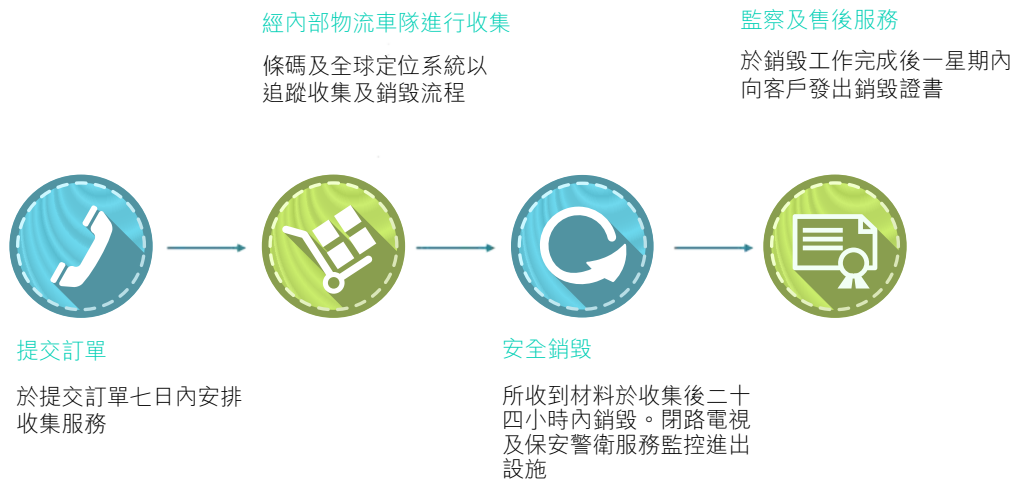 提交訂單
於提交訂單七日內安排
收集服務
經內部物流車隊進行收集
條碼及全球定位系統以
追蹤收集及銷毀流程
安全銷毀
所收到材料於收集後二十
四小時內銷毀。閉路電視
及保安警衛服務監控進出
設施
監察及售後服務
於銷毀工作完成後一星期內
向客戶發出銷毀證書